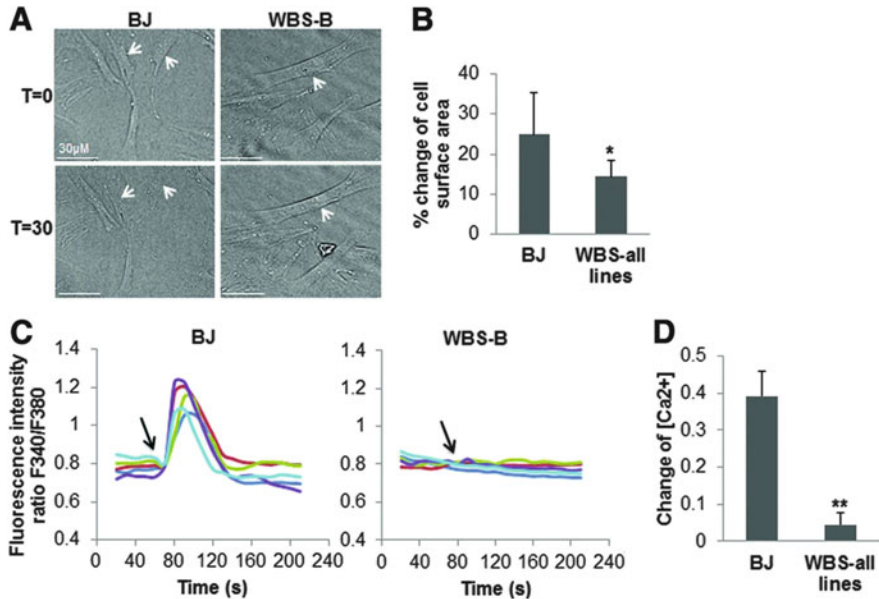 A
BJ
WBS-B
T=0
30µM
T=30
B
% change of cell
surface area
40
30
20
10
0
*
BJ
WBS-all
lines
C
BJ
Fluorescence intensity
ratio F340/F380
1.4
1.2
1
0.8
0.6
0.4
0 40 80 120 160 200 240
Time (s)
WBS-B
1.4
1.2
1
0.8
0.6
0.4
0 40 80 120 160 200 240
Time (s)
D
Change of [Ca2+]
0.5
0.4
0.3
0.2
0.1
0
**
BJ
WBS-all
lines